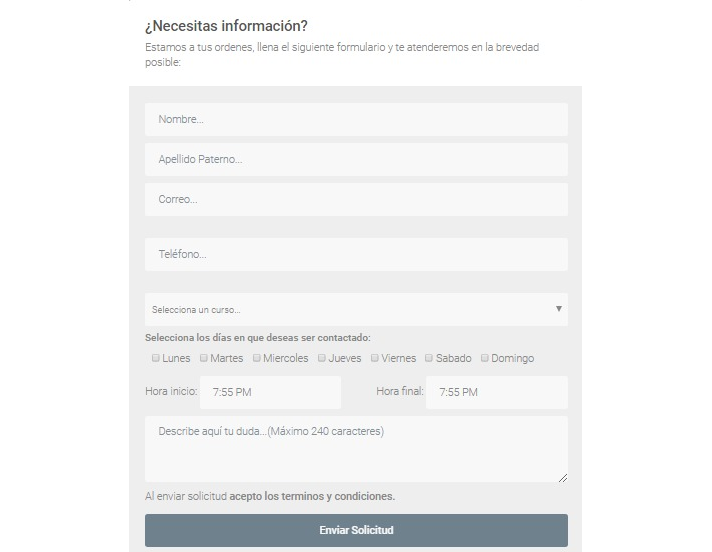 ¿Necesitas información?
Estamos a tus ordenes, llena el siguiente formulario y te atenderemos en la brevedad
posible:
Nombre...
Apellido Paterno...
Correo...
Teléfono...
Selecciona un curso...
Selecciona los días en que deseas ser contactado:
Lunes Martes Miercoles Jueves Viernes Sabado Domingo
Hora inicio: 7:55 PM Hora final: 7:55 PM
Describe aquí tu duda...(Máximo 240 caracteres)
Al enviar solicitud acepto los terminos y condiciones.
Enviar Solicitud